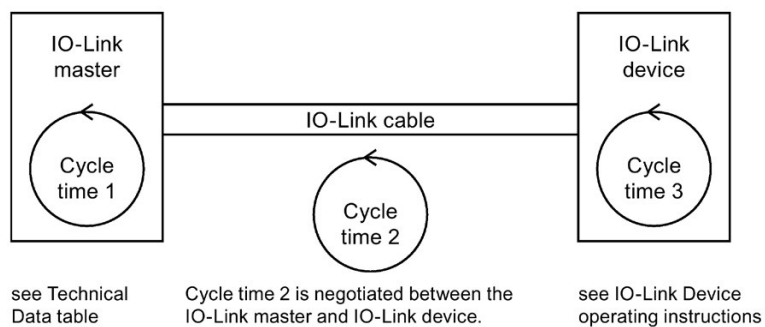 IO-Link
master
IO-Link
device
IO-Link cable
Cycle
time 1
Cycle
time 2
Cycle
time 3
see Technical
Data table
Cycle time 2 is negotiated between the
IO-Link master and IO-Link device.
see IO-Link Device
operating instructions